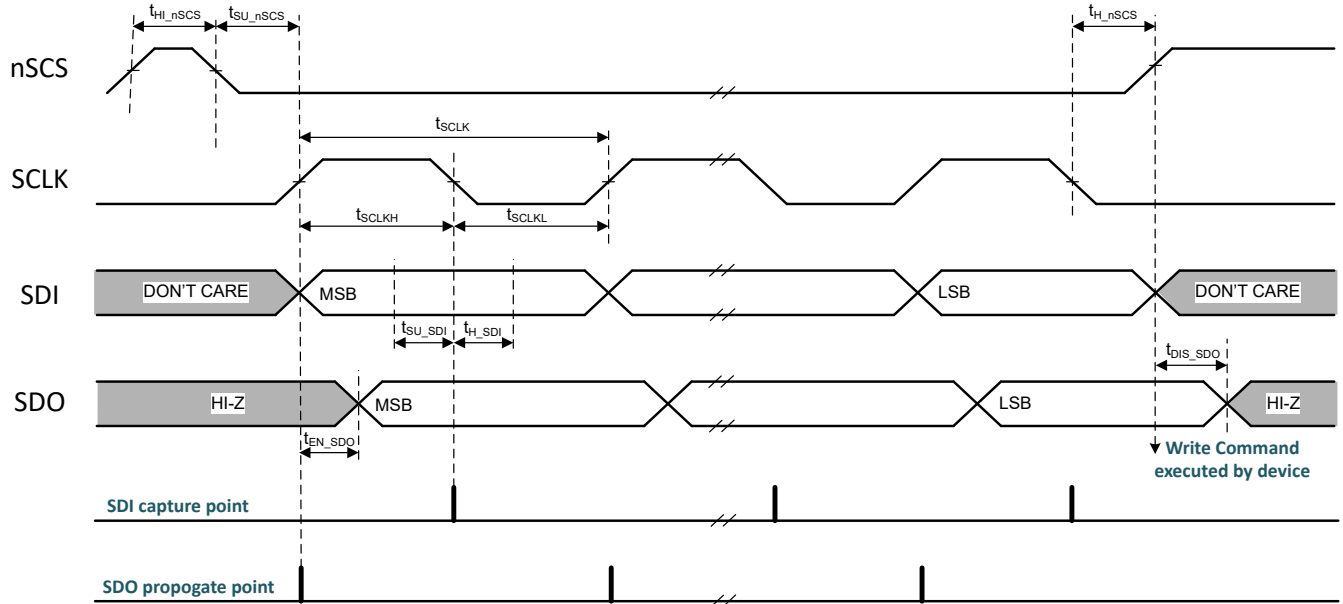 tHI_nSCS tSU_nSCS tH_nSCS
nSCS
tSCLK
SCLK
tSCLKH tSCLKL
SDI DON'T CARE MSB LSB DON'T CARE
tSU_SDI tH_SDI
tDIS_SDO
SDO HI-Z MSB LSB HI-Z
tEN_SDO
Write Command
executed by device
SDI capture point
SDO propogate point